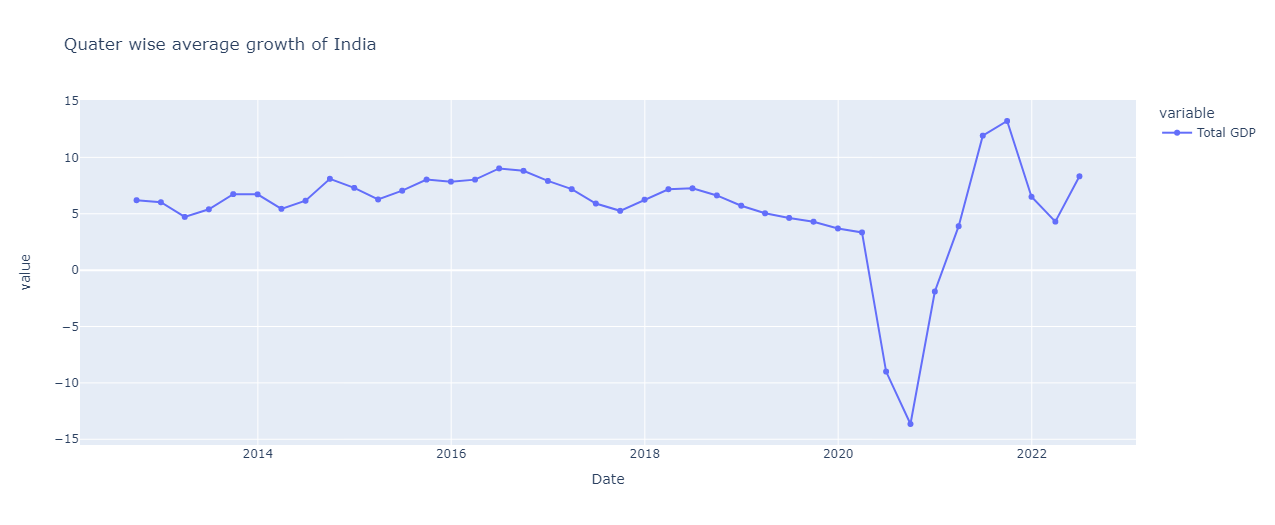 Quater wise average growth of India
variable
Total GDP
15
10
5
0
−5
−10
−15
value
2014 2016 2018 2020 2022
Date